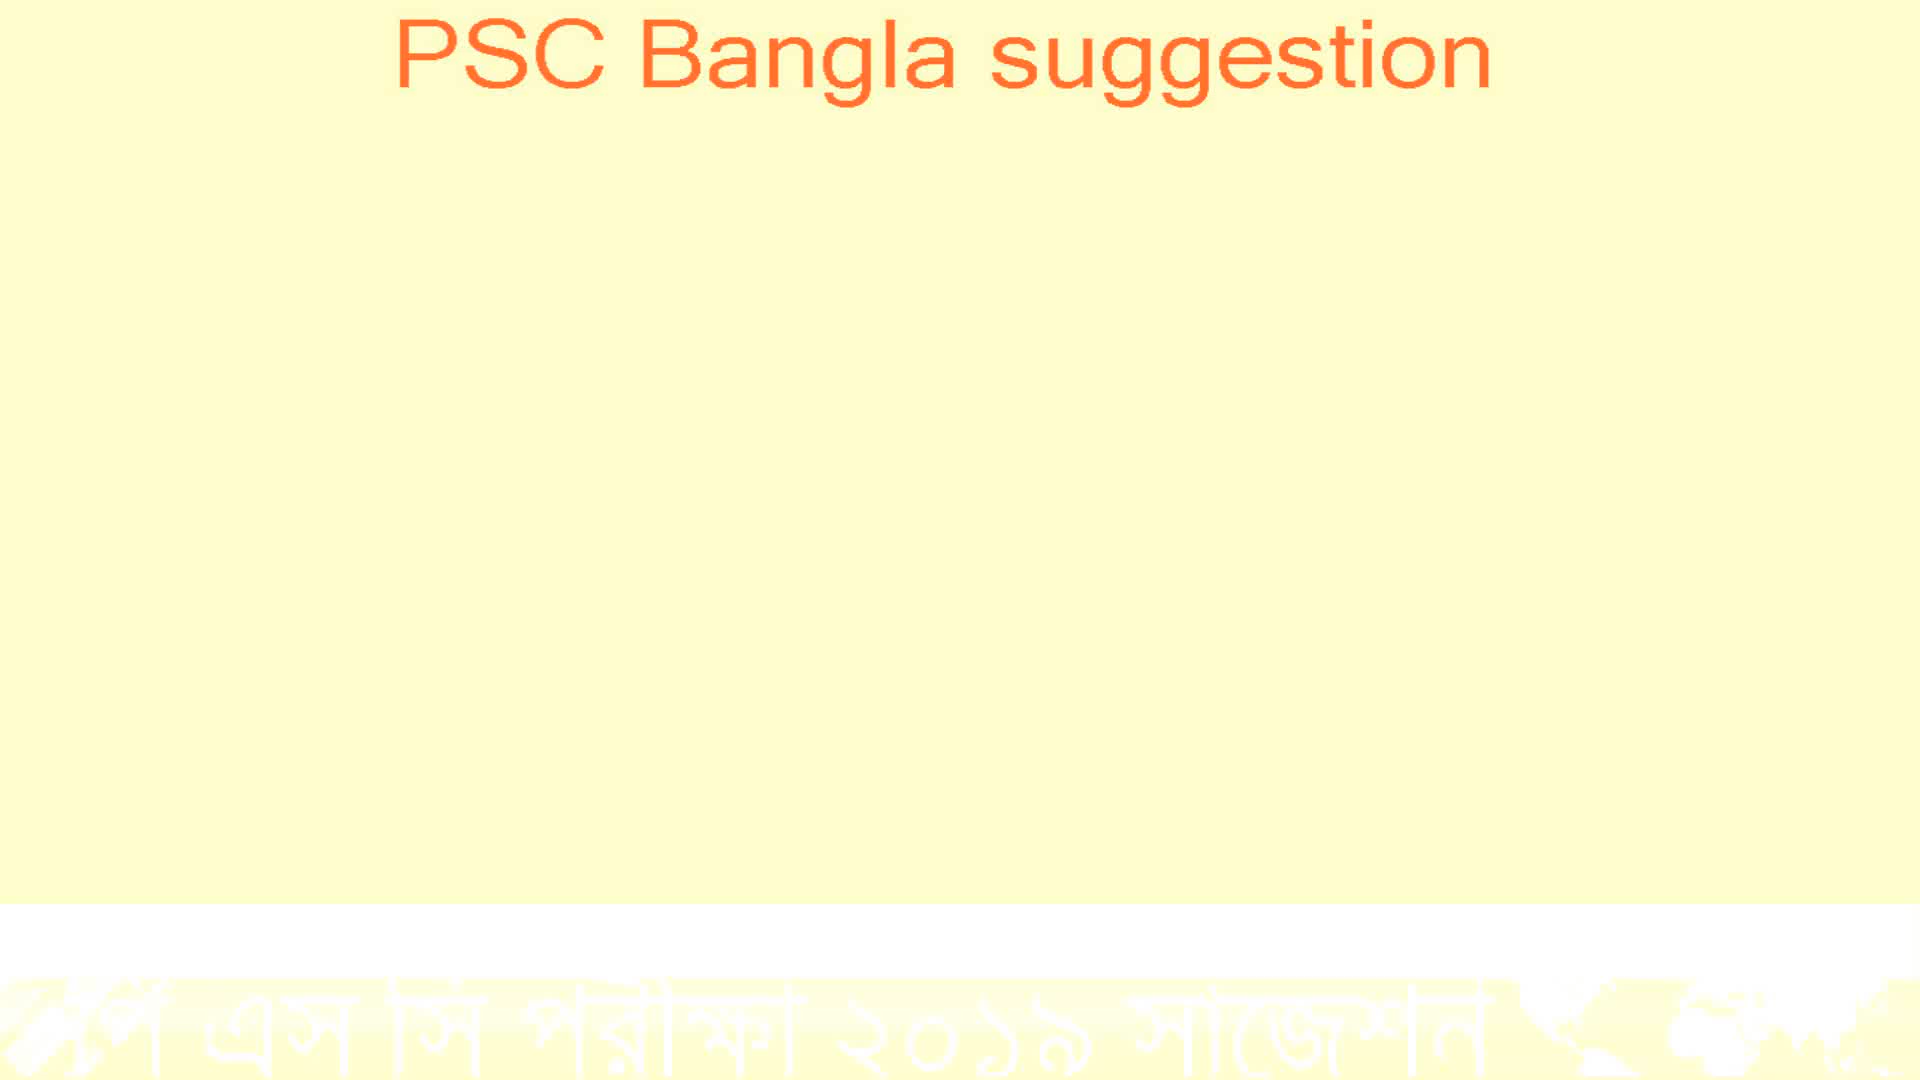 PSC Bangla suggestion
পি এস সি পরীক্ষা ২০১৯ সাজেশন